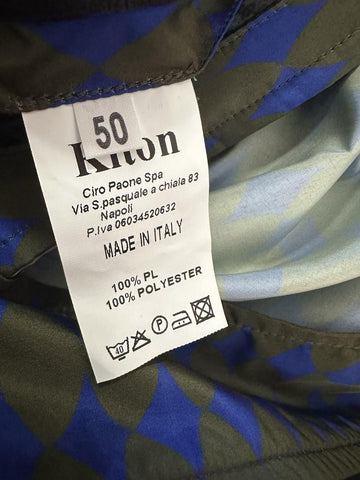 50
Kiton
Ciro Paone Spa
Via S.pasquale a chiala 83
Napoli
P.Iva 06034520632
MADE IN ITALY
100% PL
100% POLYESTER
40 P